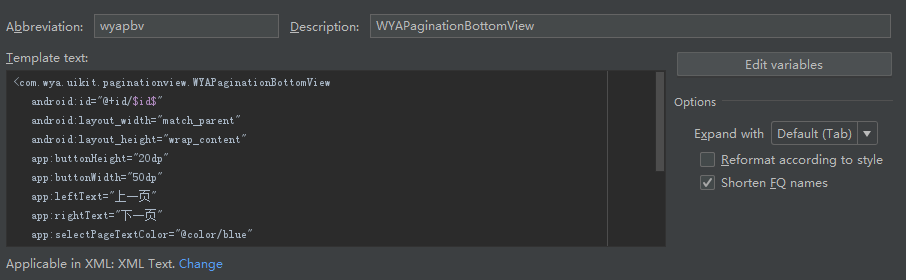 Abbreviation: wyapbv Description: WYAPaginationBottomView
Template text:
<com.wya.uikit.paginationview.WYAPaginationBottomView
android:id="@+id/$id$"
android:layout_width="match_parent"
android:layout_height="wrap_content"
app:buttonHeight="20dp"
app:buttonWidth="50dp"
app:leftText="上一页"
app:rightText="下一页"
app:selectPageTextColor="@color/blue"
Edit variables
Options
Expand with Default (Tab)
Reformat according to style
Shorten FQ names
Applicable in XML: XML Text. Change